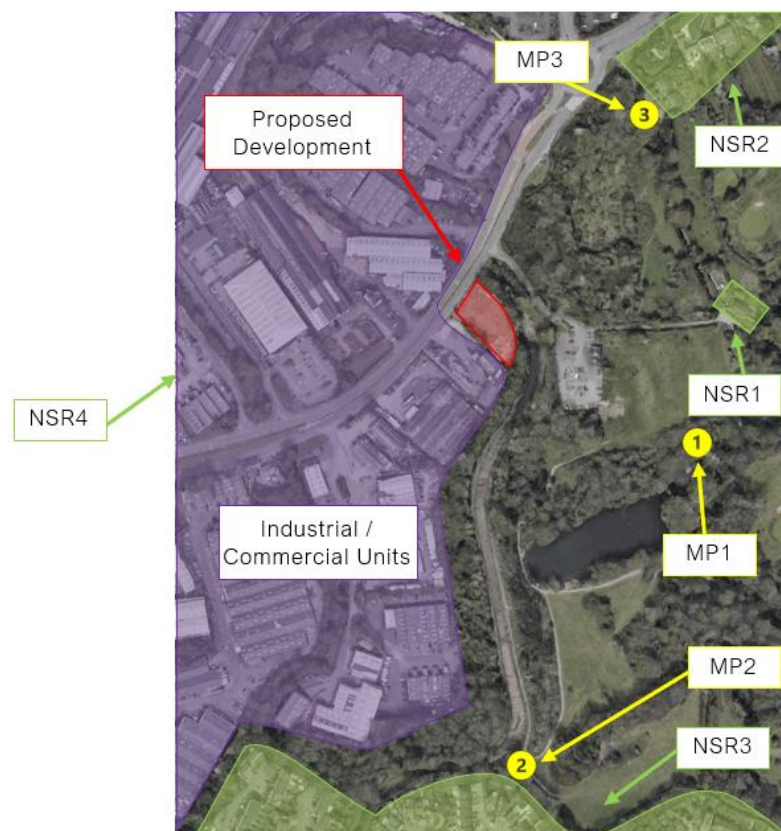 MP3
3
Proposed
Development
NSR2
NSR4
NSR1
1
Industrial /
Commercial Units
MP1
MP2
2
NSR3